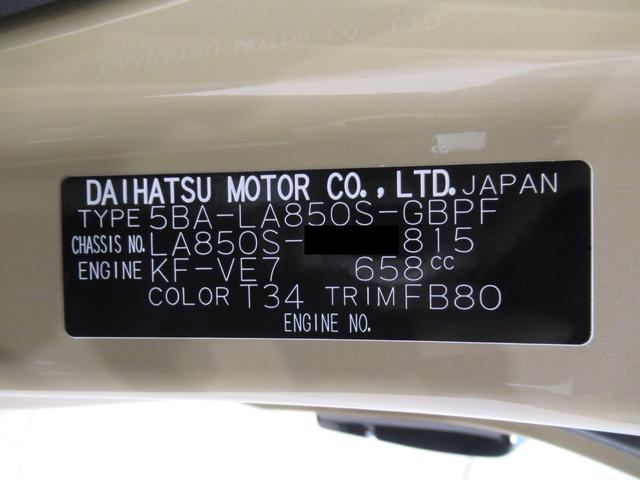 DAIHATSU MOTOR CO., LTD. JAPAN
TYPE 5BA-LA850S-GBPF
CHASSIS NO. LA850S- 815
ENGINE KF-VE7 658cc
COLOR T34 TRIM FB80
ENGINE NO.